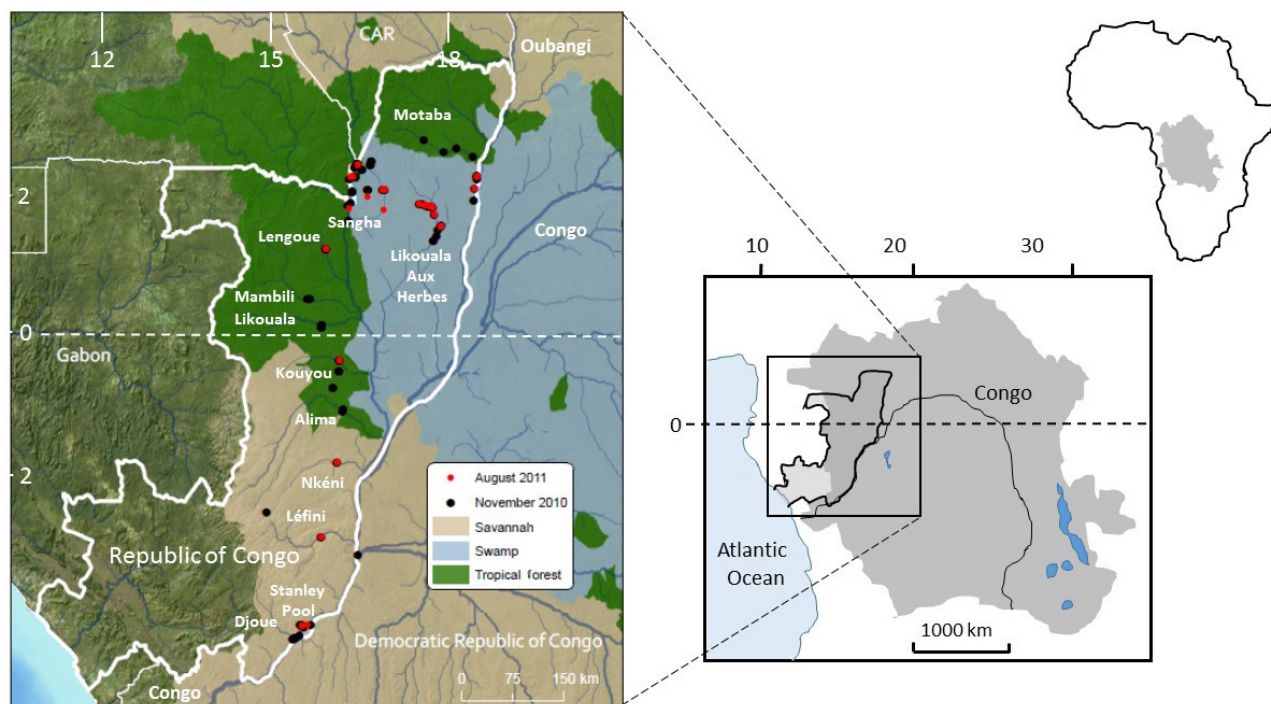 CAR
12
15
18
Oubangi
Motaba
2
Sangha
Lengoue
Congo
Likouala
Aux
Herbes
Mambili
Likouala
0
Gabon
Kouyou
Alima
2
Nkéni
Léfini
Republic of Congo
August 2011
November 2010
Savannah
Swamp
Tropical forest
Stanley
Pool
Djoue
Democratic Republic of Congo
Congo
0 75 150 km
10
20
30
Congo
0
Atlantic
Ocean
1000 km